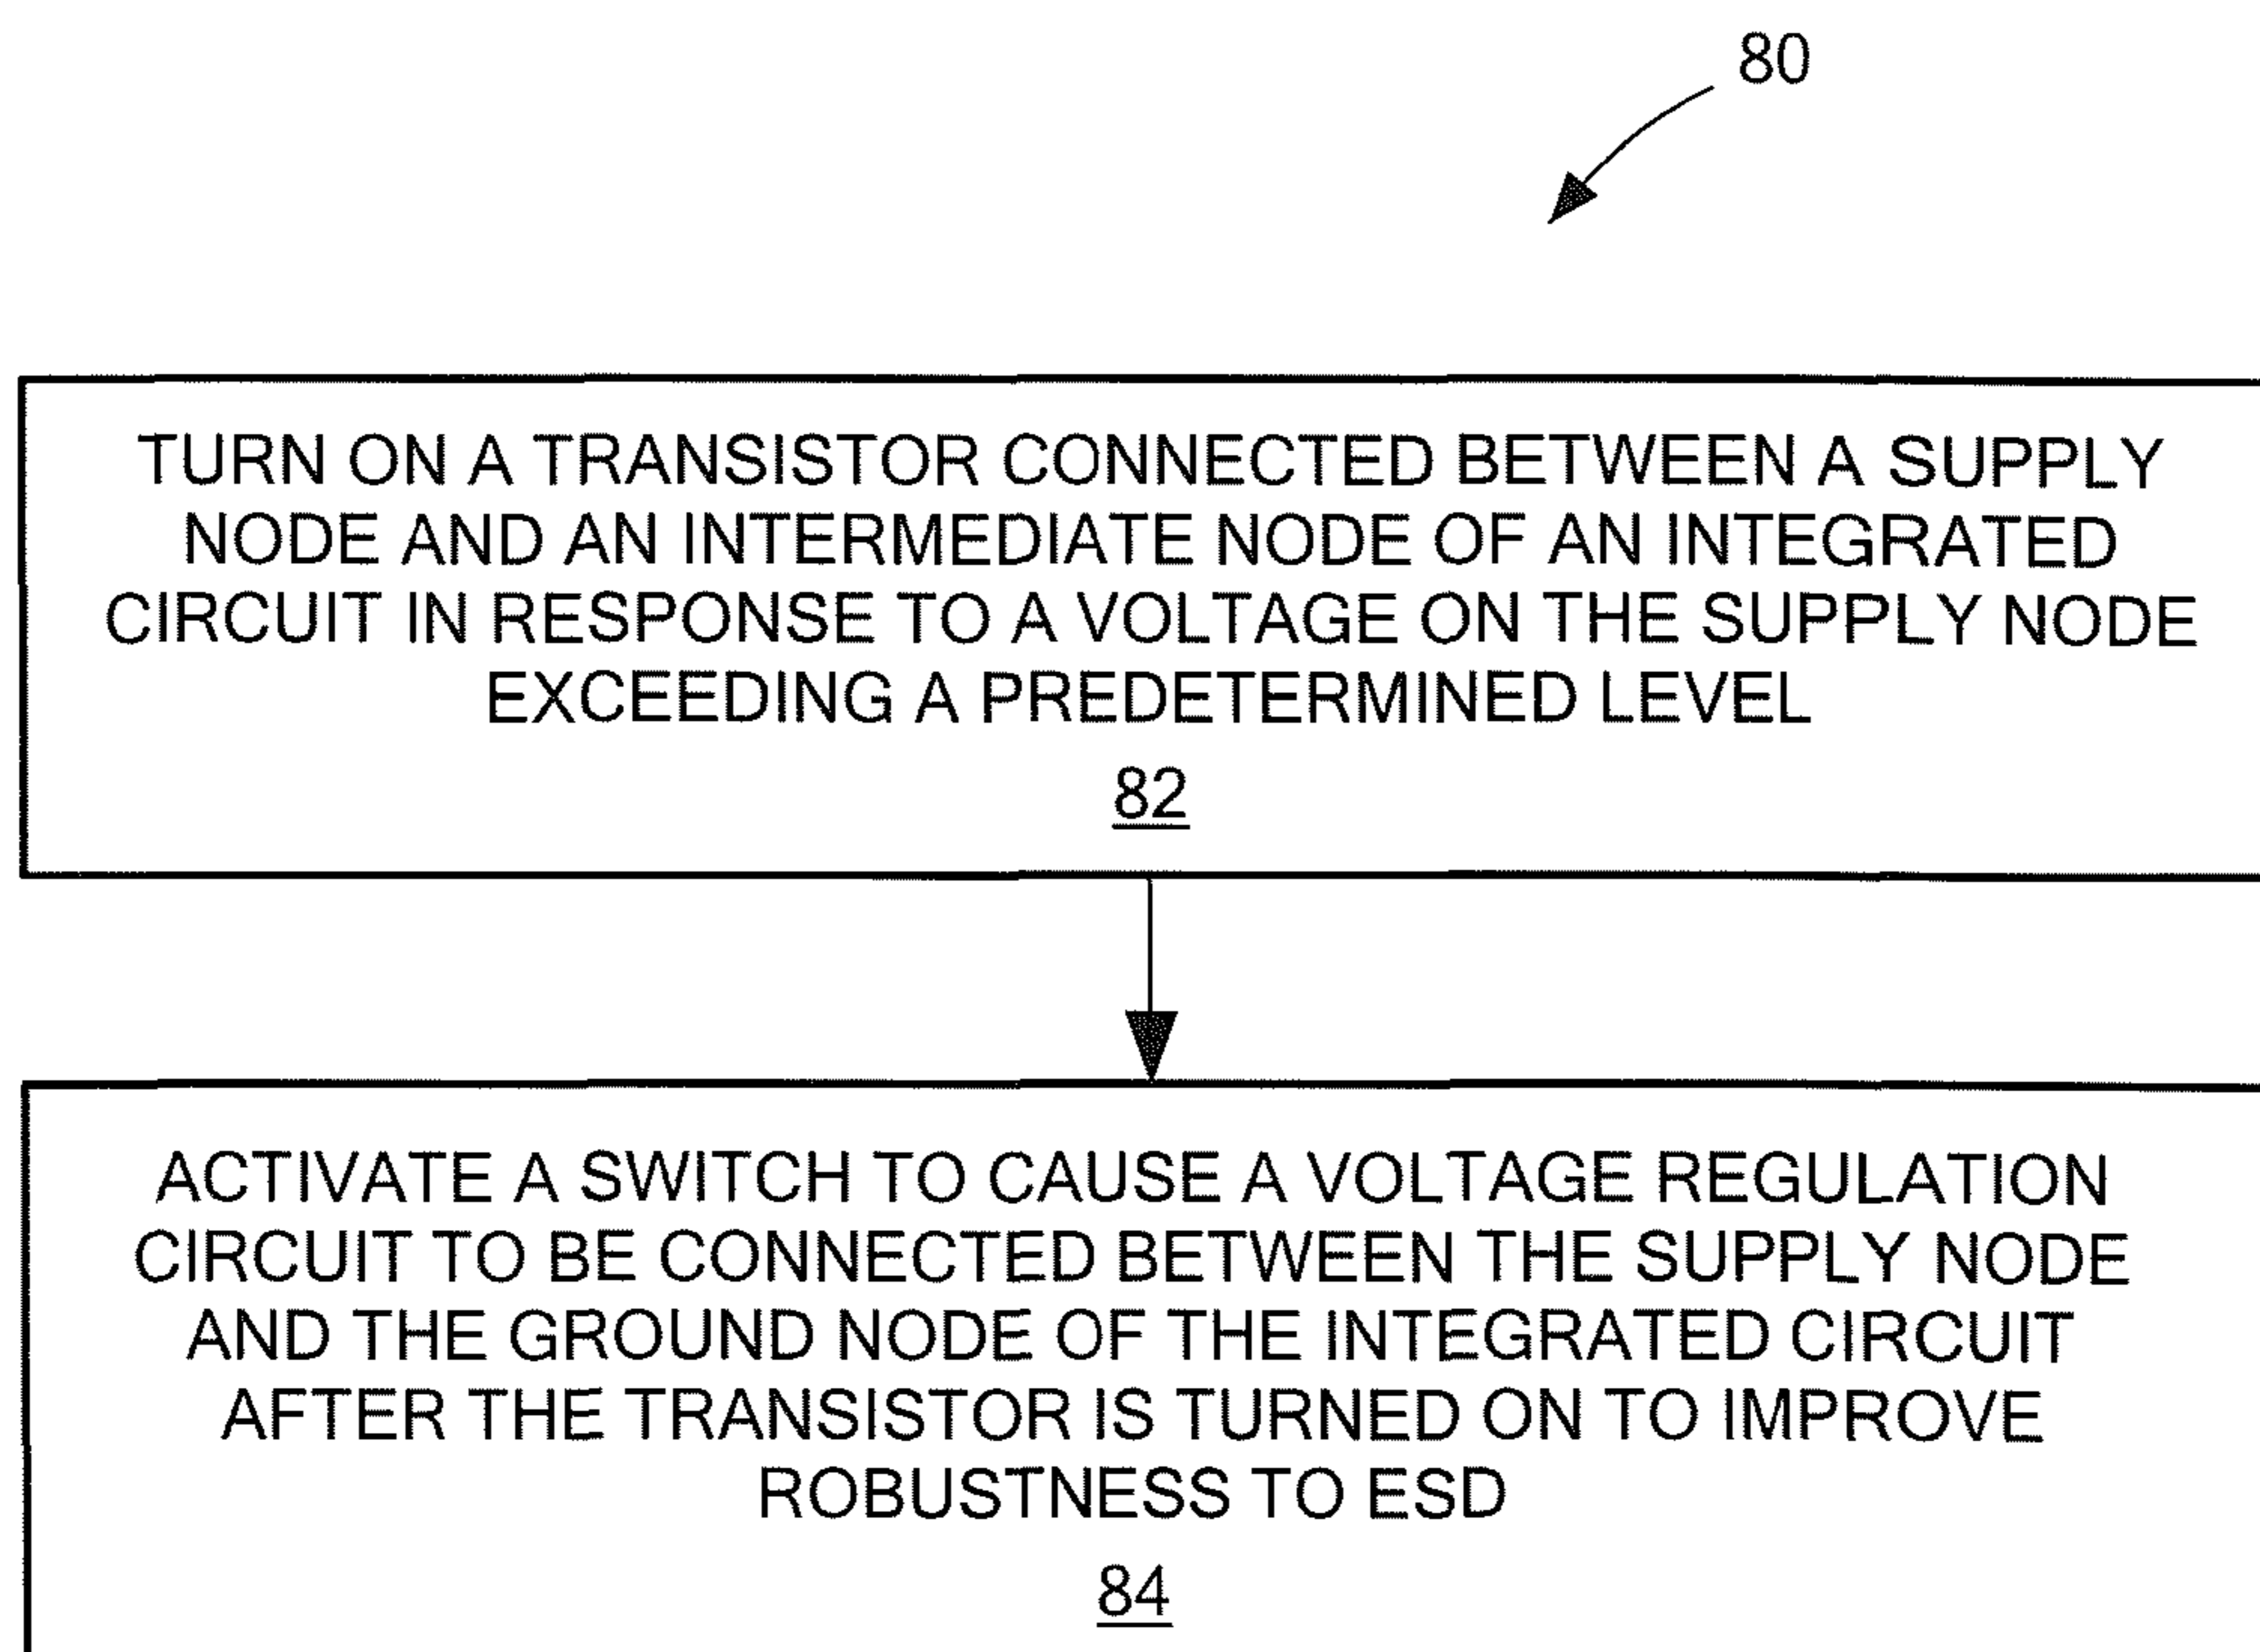 80
TURN ON A TRANSISTOR CONNECTED BETWEEN A SUPPLY
NODE AND AN INTERMEDIATE NODE OF AN INTEGRATED
CIRCUIT IN RESPONSE TO A VOLTAGE ON THE SUPPLY NODE
EXCEEDING A PREDETERMINED LEVEL
82
ACTIVATE A SWITCH TO CAUSE A VOLTAGE REGULATION
CIRCUIT TO BE CONNECTED BETWEEN THE SUPPLY NODE
AND THE GROUND NODE OF THE INTEGRATED CIRCUIT
AFTER THE TRANSISTOR IS TURNED ON TO IMPROVE
ROBUSTNESS TO ESD
84